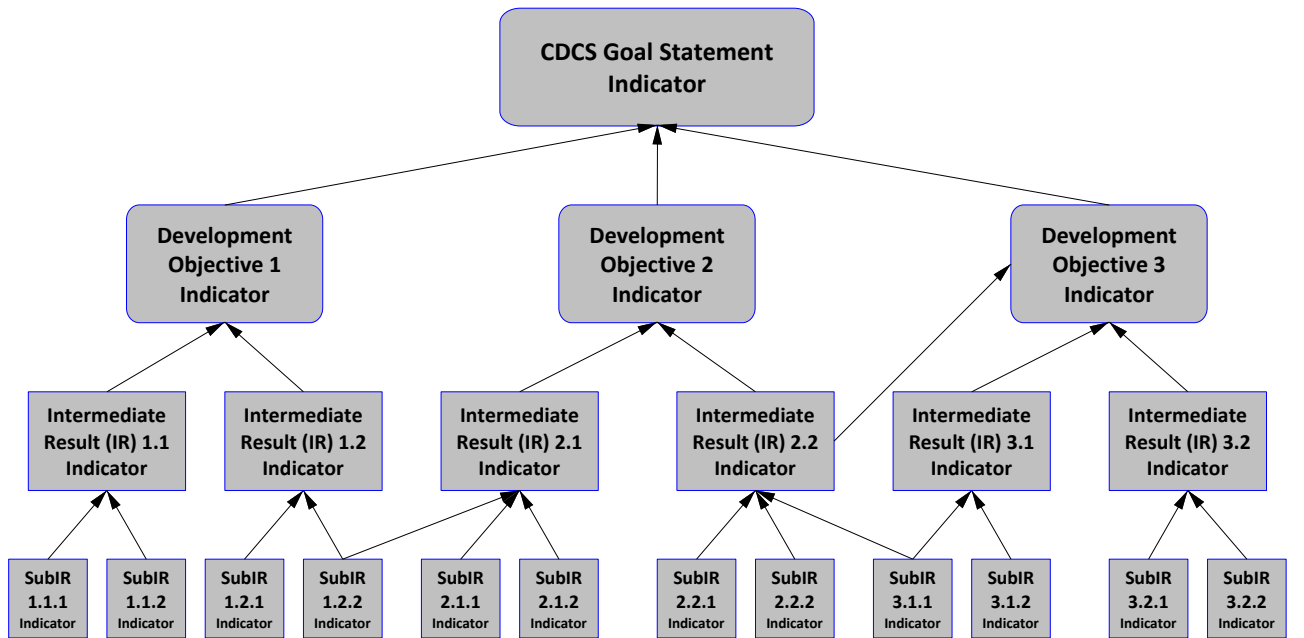 CDCS Goal Statement
Indicator
Development
Objective 1
Indicator
Development
Objective 2
Indicator
Development
Objective 3
Indicator
Intermediate
Result (IR) 1.1
Indicator
Intermediate
Result (IR) 1.2
Indicator
Intermediate
Result (IR) 2.1
Indicator
Intermediate
Result (IR) 2.2
Indicator
Intermediate
Result (IR) 3.1
Indicator
Intermediate
Result (IR) 3.2
Indicator
SubIR
1.1.1
Indicator
SubIR
1.1.2
Indicator
SubIR
1.2.1
Indicator
SubIR
1.2.2
Indicator
SubIR
2.1.1
Indicator
SubIR
2.1.2
Indicator
SubIR
2.2.1
Indicator
SubIR
2.2.2
Indicator
SubIR
3.1.1
Indicator
SubIR
3.1.2
Indicator
SubIR
3.2.1
Indicator
SubIR
3.2.2
Indicator